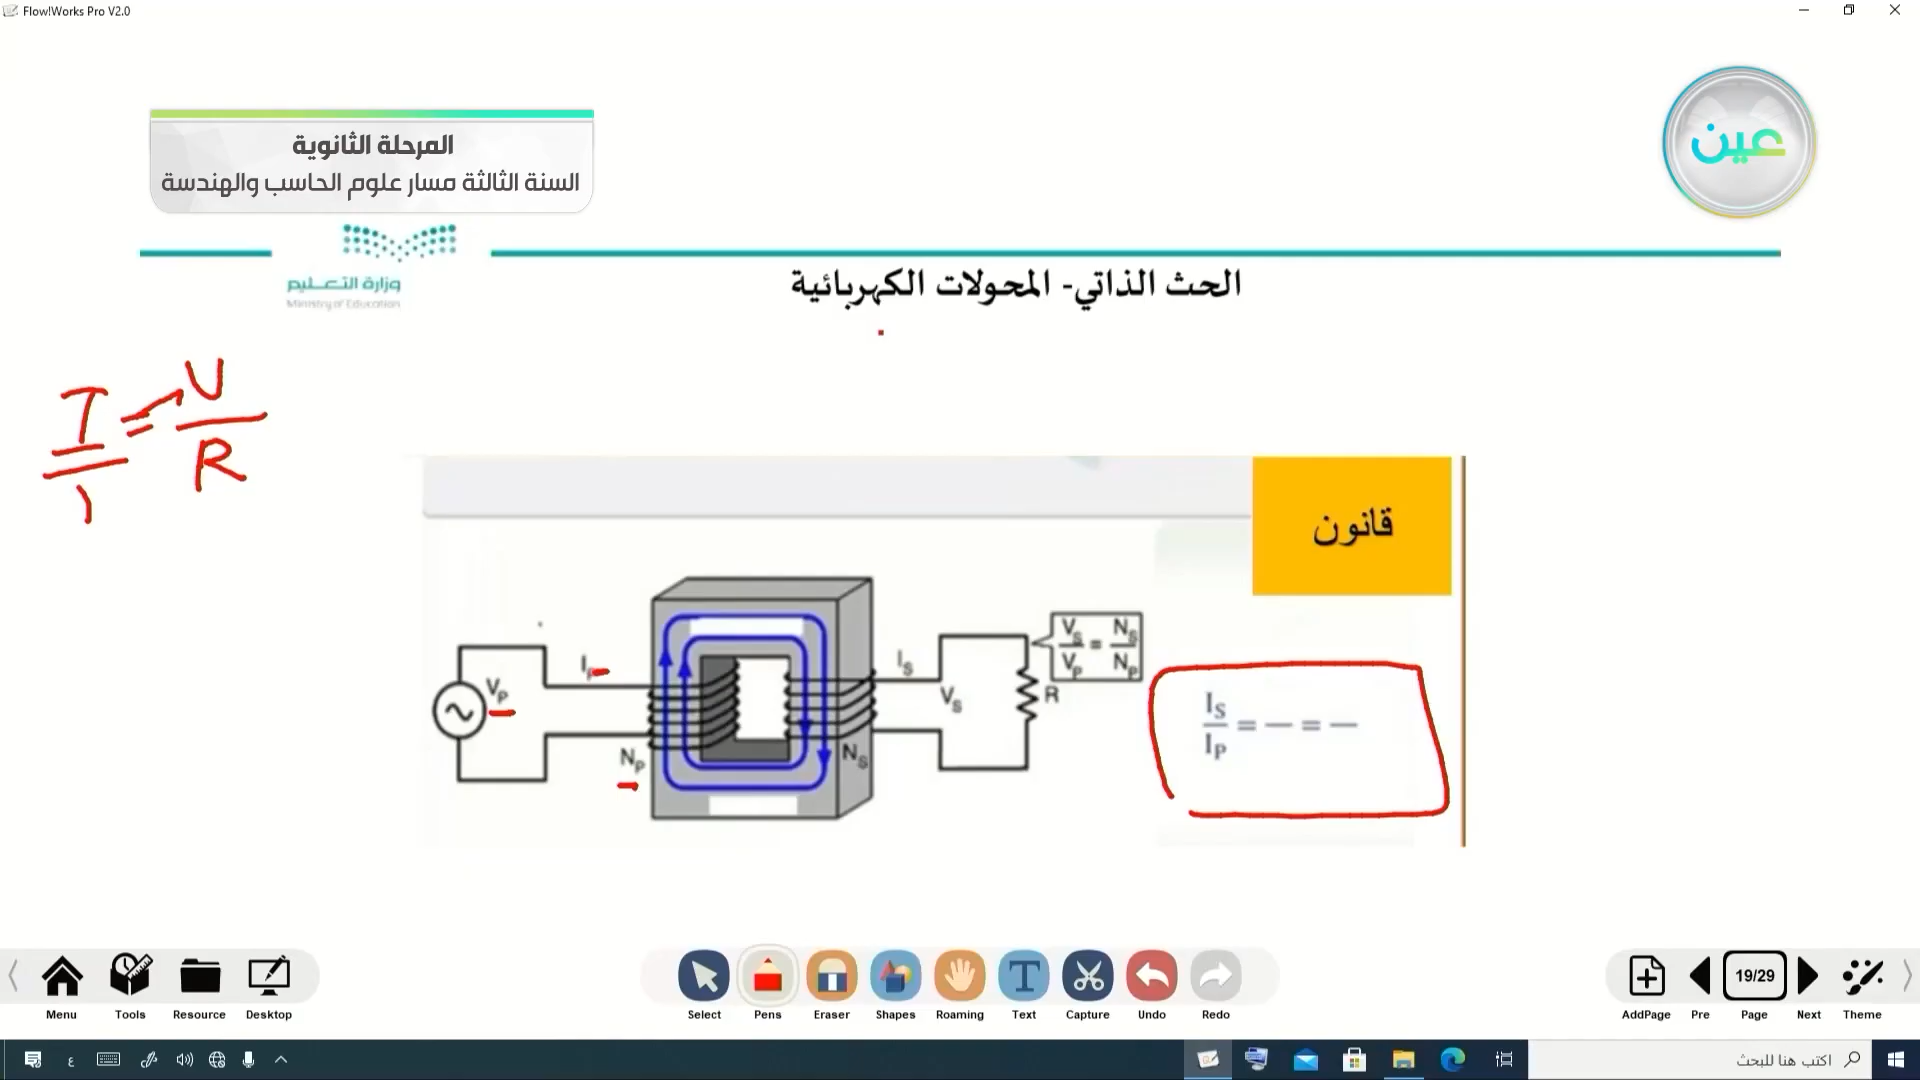 Flow!Works Pro V2.0
المرحلة الثانوية
السنة الثالثة مسار علوم الحاسب والهندسة
عين
وزارة التعليم
Ministry of Education
الحث الذاتي- المحولات الكهربائية
I = V
R
قانون
VS / VP = NS / NP
IP
IS
VP
VS
R
NP
NS
IS / IP = — = —
Menu
Tools
Resource
Desktop
Select
Pens
Eraser
Shapes
Roaming
T
Text
Capture
Undo
Redo
AddPage
Pre
19/29
Page
Next
Theme
ع
اكتب هنا للبحث